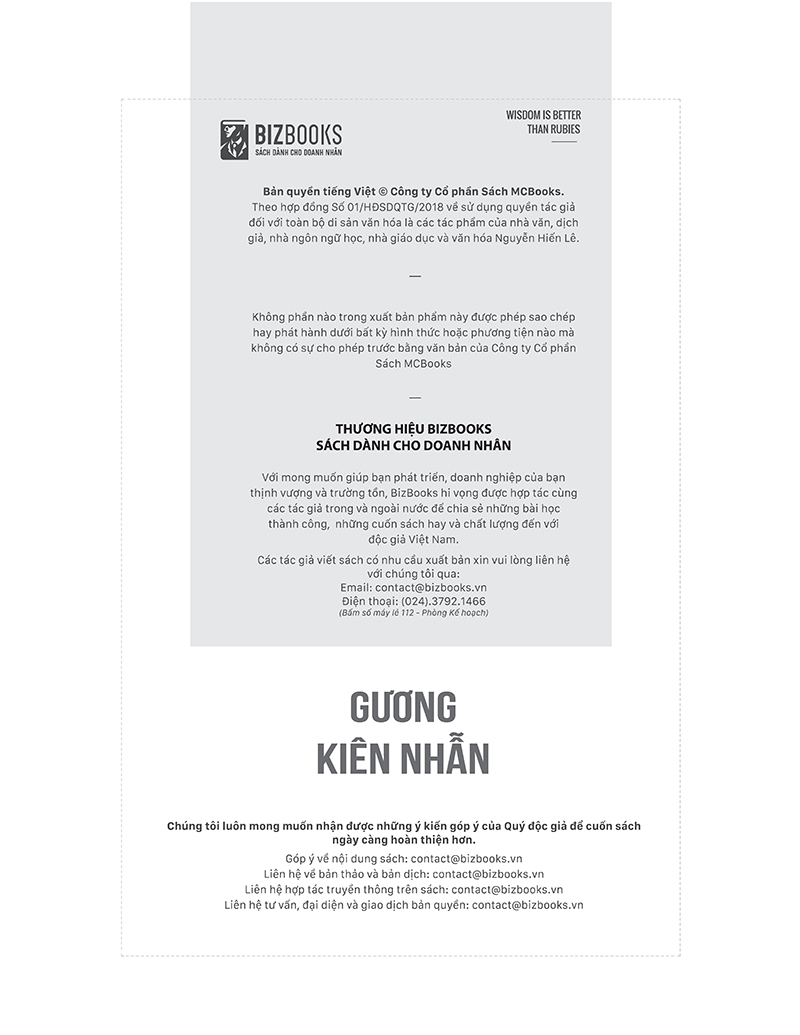 BIZBOOKS
SÁCH DÀNH CHO DOANH NHÂN
WISDOM IS BETTER
THAN RUBIES
Bản quyền tiếng Việt © Công ty Cổ phần Sách MCBooks.
Theo hợp đồng Số 01/HĐSDQTG/2018 về sử dụng quyền tác giả
đối với toàn bộ di sản văn hóa là các tác phẩm của nhà văn, dịch
giả, nhà ngôn ngữ học, nhà giáo dục và văn hóa Nguyễn Hiến Lê.
—
Không phần nào trong xuất bản phẩm này được phép sao chép
hay phát hành dưới bất kỳ hình thức hoặc phương tiện nào mà
không có sự cho phép trước bằng văn bản của Công ty Cổ phần
Sách MCBooks
—
THƯƠNG HIỆU BIZBOOKS
SÁCH DÀNH CHO DOANH NHÂN
Với mong muốn giúp bạn phát triển, doanh nghiệp của bạn
thịnh vượng và trường tồn, BizBooks hi vọng được hợp tác cùng
các tác giả trong và ngoài nước để chia sẻ những bài học
thành công, những cuốn sách hay và chất lượng đến với
độc giả Việt Nam.
Các tác giả viết sách có nhu cầu xuất bản xin vui lòng liên hệ
với chúng tôi qua:
Email: contact@bizbooks.vn
Điện thoại: (024).3792.1466
(Bấm số máy lẻ 112 - Phòng Kế hoạch)
GƯƠNG
KIÊN NHẪN
Chúng tôi luôn mong muốn nhận được những ý kiến góp ý của Quý độc giả để cuốn sách
ngày càng hoàn thiện hơn.
Góp ý về nội dung sách: contact@bizbooks.vn
Liên hệ về bản thảo và bản dịch: contact@bizbooks.vn
Liên hệ hợp tác truyền thông trên sách: contact@bizbooks.vn
Liên hệ tư vấn, đại diện và giao dịch bản quyền: contact@bizbooks.vn